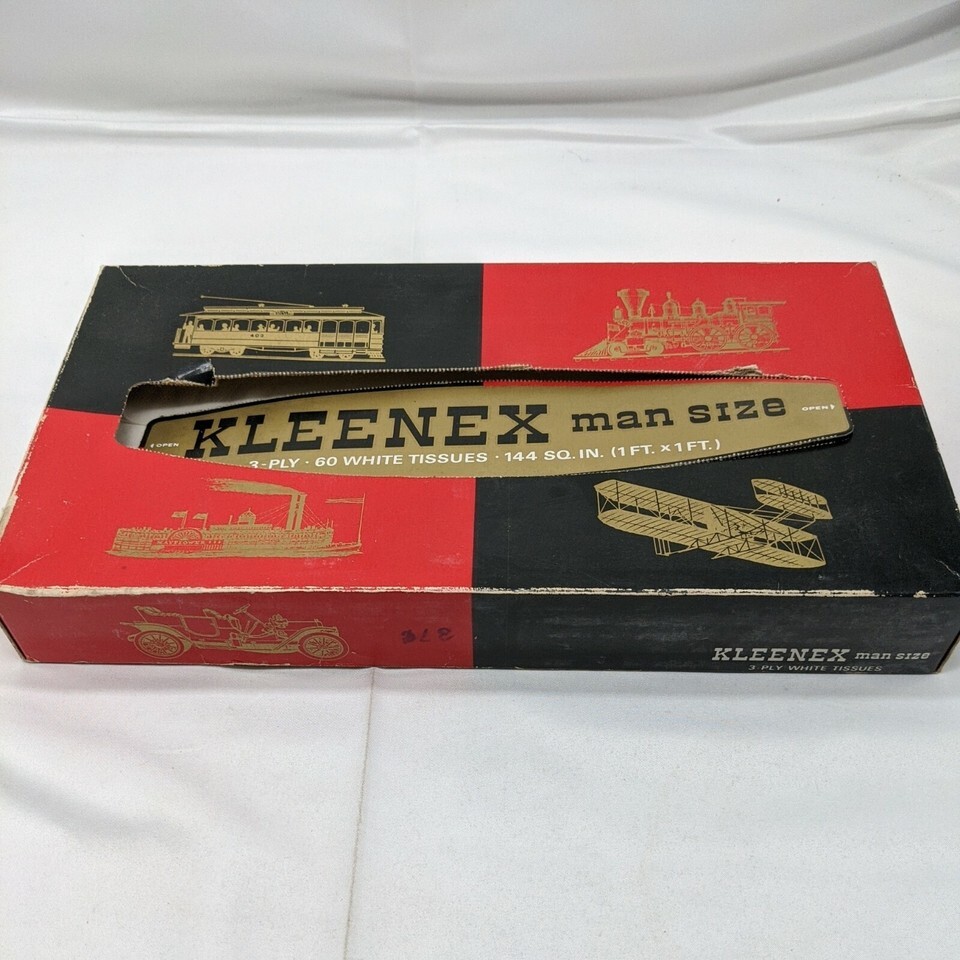 403
OPEN
KLEENEX man size
OPEN
3-PLY · 60 WHITE TISSUES · 144 SQ. IN. (1 FT. x 1 FT.)
KLEENEX man size
3 PLY WHITE TISSUES